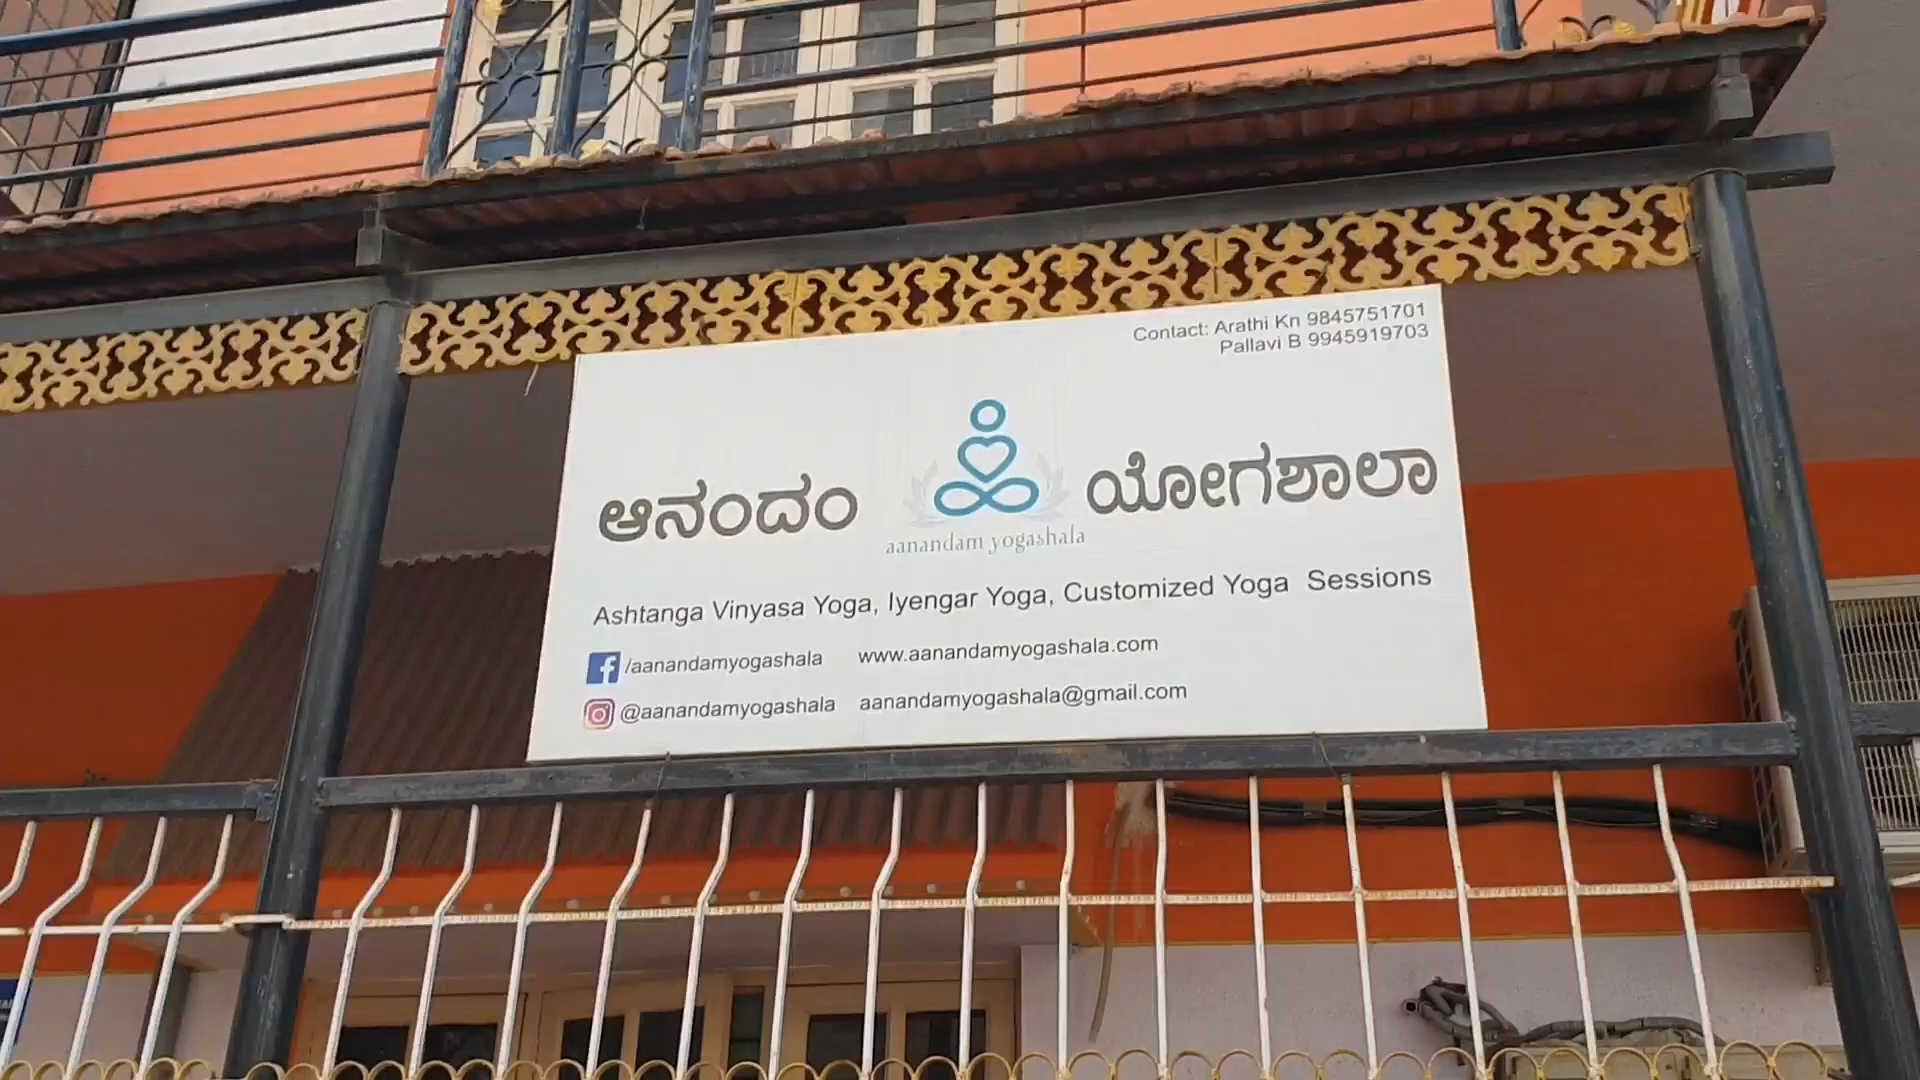 Contact: Arathi Kn 9845751701
Pallavi B 9945919703
ಆನಂದಂ ಯೋಗಶಾಲಾ
aanandam yogashala
Ashtanga Vinyasa Yoga, Iyengar Yoga, Customized Yoga Sessions
/aanandamyogashala www.aanandamyogashala.com
@aanandamyogashala aanandamyogashala@gmail.com